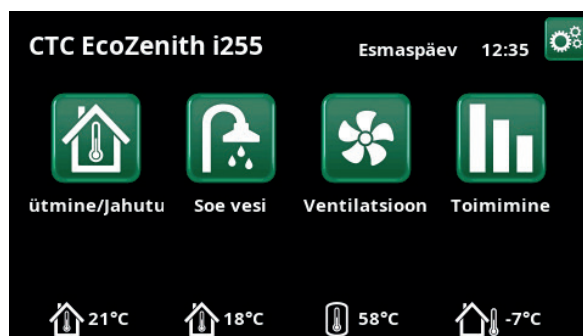 CTC EcoZenith i255 Esmaspäev 12:35
ütmine/Jahutu Soe vesi Ventilatsioon Toimimine
21°C 18°C 58°C -7°C